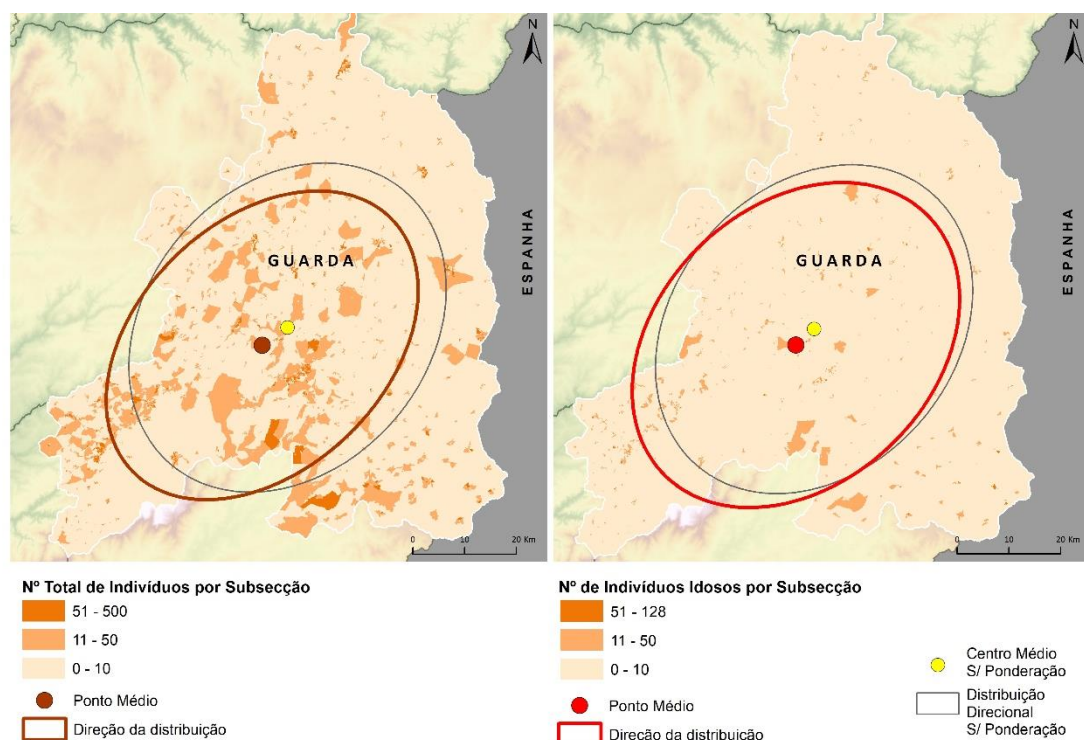 N
GUARDA
ESPANHA
0 10 20 Km
Nº Total de Indivíduos por Subsecção
51 - 500
11 - 50
0 - 10
Ponto Médio
Direção da distribuição
N
GUARDA
ESPANHA
0 10 20 Km
Nº de Indivíduos Idosos por Subsecção
51 - 128
11 - 50
0 - 10
Ponto Médio
Direção da distribuição
Centro Médio
S/ Ponderação
Distribuição
Direcional
S/ Ponderação